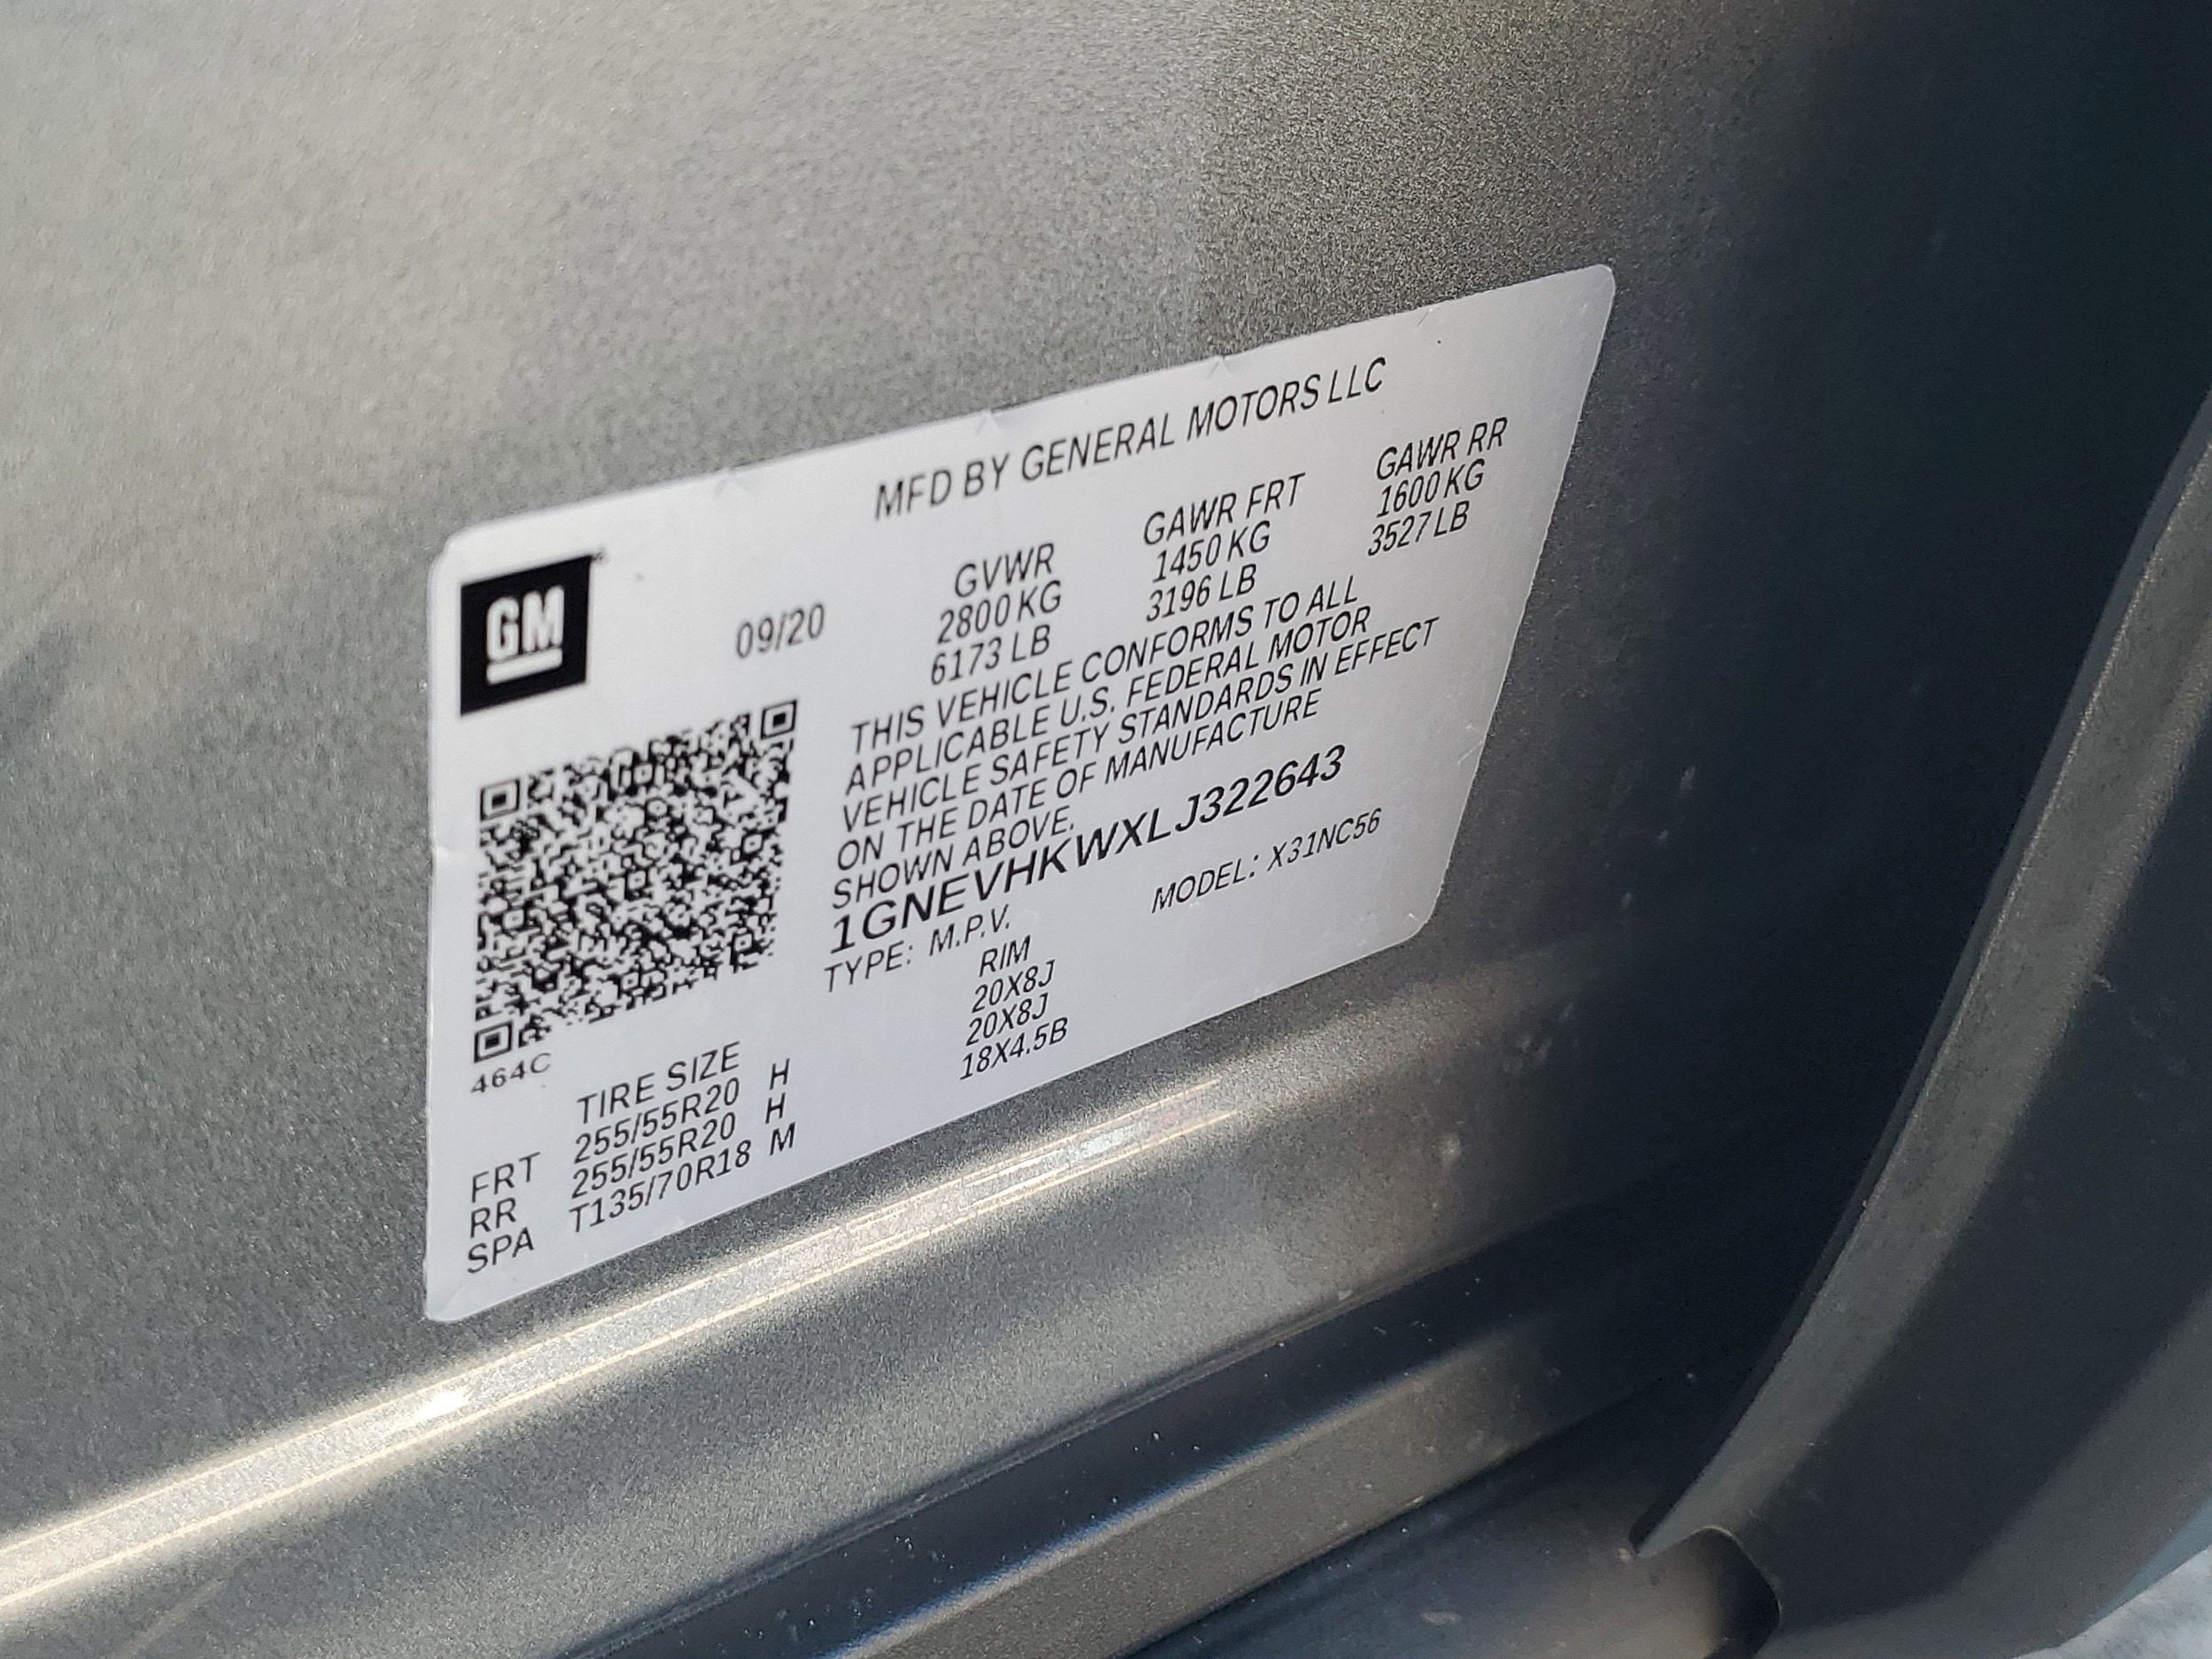 MFD BY GENERAL MOTORS LLC
GM
09/20 GVWR GAWR FRT GAWR RR
2800 KG 1450 KG 1600 KG
6173 LB 3196 LB 3527 LB
THIS VEHICLE CONFORMS TO ALL
APPLICABLE U.S. FEDERAL MOTOR
VEHICLE SAFETY STANDARDS IN EFFECT
ON THE DATE OF MANUFACTURE
SHOWN ABOVE.
1GNEVHKWXLJ322643
TYPE: M.P.V. MODEL: X31NC56
464C
TIRE SIZE RIM
FRT 255/55R20 H 20X8J
RR 255/55R20 H 20X8J
SPA T135/70R18 M 18X4.5B